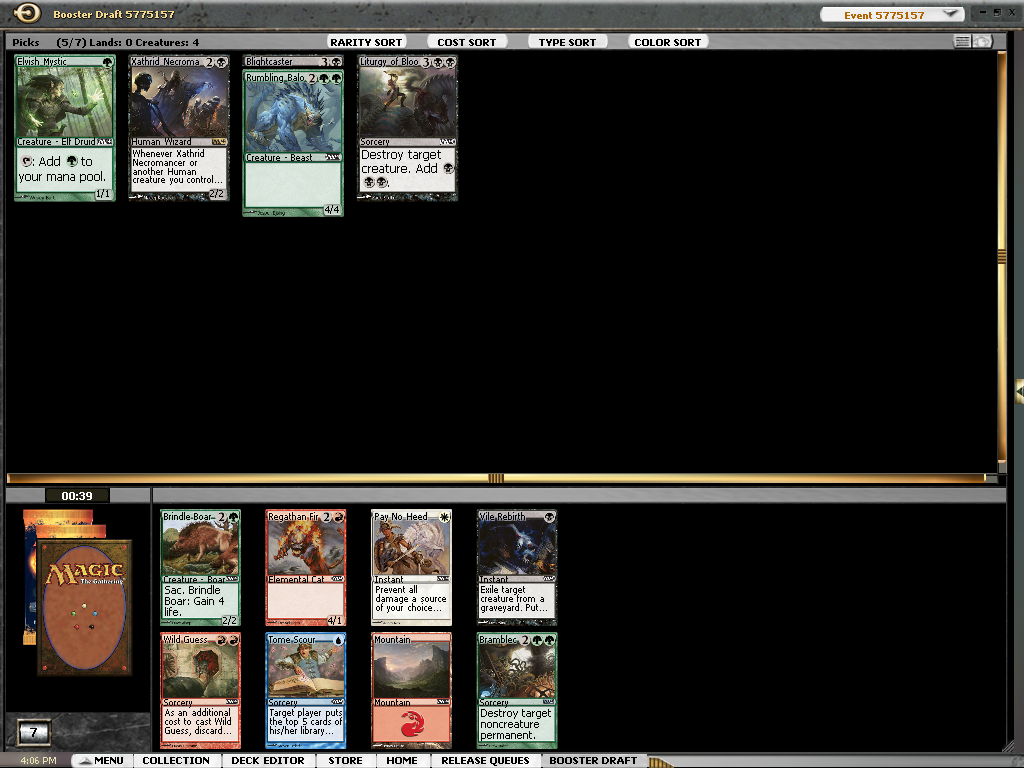 Booster Draft 5775157
Event 5775157
Picks (5/7) Lands: 0 Creatures: 4
RARITY SORT
COST SORT
TYPE SORT
COLOR SORT
Elvish Mystic
Creature - Elf Druid
: Add to
your mana pool.
1/1
Xathrid Necroma 2
Human Wizard
Whenever Xathrid
Necromancer or
another Human
creature you control...
2/2
Blightcaster 3
Rumbling Balo 2
Creature - Beast
4/4
Liturgy of Bloo 3
Sorcery
Destroy target
creature. Add
.
00:39
MAGIC
The Gathering
7
Brindle Boar 2
Creature - Boar
Sac. Brindle
Boar: Gain 4
life.
2/2
Regathan Fir 2
Elemental Cat
4/1
Pay No Heed
Instant
Prevent all
damage a source
of your choice...
Vile Rebirth
Instant
Exile target
creature from a
graveyard. Put...
Wild Guess
Sorcery
As an additional
cost to cast Wild
Guess, discard...
Tome Scour
Sorcery
Target player puts
the top 5 cards of
his/her library...
Mountain
Mountain
Bramblec 2
Sorcery
Destroy target
noncreature
permanent.
4:06 PM
MENU
COLLECTION
DECK EDITOR
STORE
HOME
RELEASE QUEUES
BOOSTER DRAFT